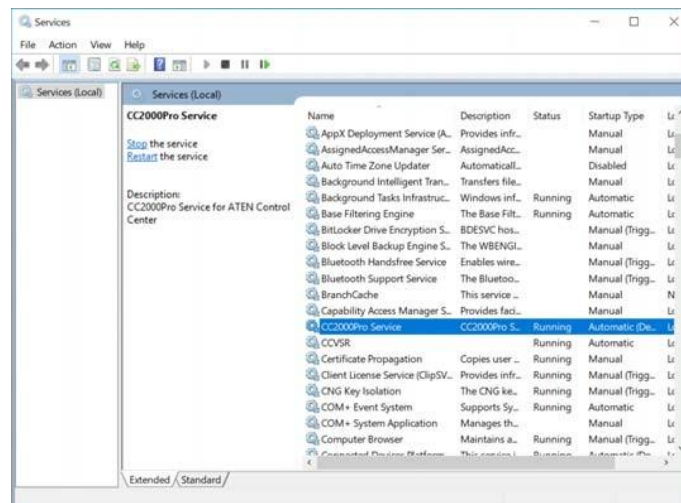 Services
File Action View Help
Services (Local)
Services (Local)
CC2000Pro Service
Stop the service
Restart the service
Description:
CC2000Pro Service for ATEN Control
Center
Name Description Status Startup Type
AppX Deployment Service (A... Provides infr... Manual
AssignedAccessManager Ser... AssignedAcc... Manual
Auto Time Zone Updater Automaticall... Disabled
Background Intelligent Tran... Transfers file... Manual
Background Tasks Infrastruc... Windows inf... Running Automatic
Base Filtering Engine The Base Filt... Running Automatic
BitLocker Drive Encryption S... BDESVC hos... Manual (Trigg...
Block Level Backup Engine S... The WBENGI... Manual
Bluetooth Handsfree Service Enables wire... Manual (Trigg...
Bluetooth Support Service The Bluetoo... Manual (Trigg...
BranchCache This service ... Manual N
Capability Access Manager S... Provides faci... Manual
CC2000Pro Service CC2000Pro S... Running Automatic (De...
CCVSR Running Automatic
Certificate Propagation Copies user ... Running Manual
Client License Service (ClipSV... Provides infr... Running Manual (Trigg...
CNG Key Isolation The CNG ke... Running Manual (Trigg...
COM+ Event System Supports Sy... Running Automatic
COM+ System Application Manages th... Manual
Computer Browser Maintains a... Running Manual (Trigg...
Extended Standard